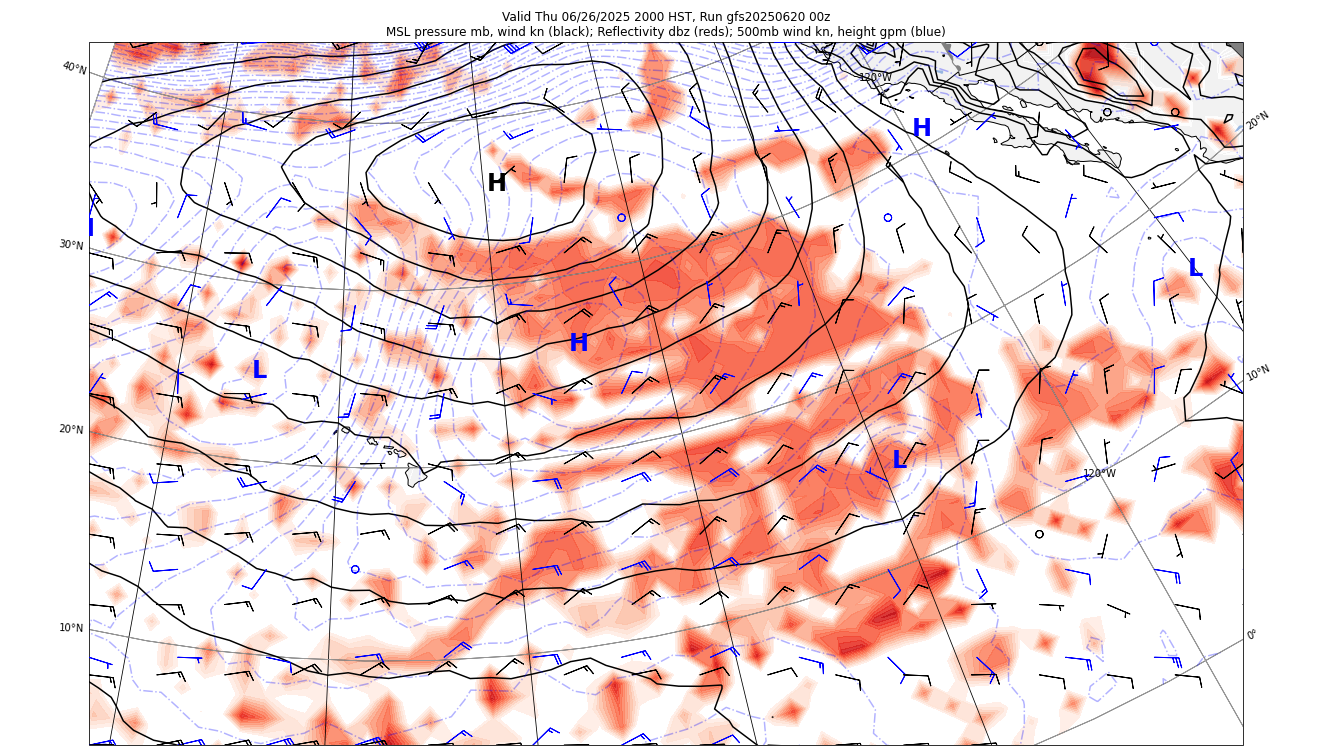 Valid Thu 06/26/2025 2000 HST, Run gfs20250620 00z
MSL pressure mb, wind kn (black); Reflectivity dbz (reds); 500mb wind kn, height gpm (blue)
40°N
120°W
20°N
H
H
30°N
L
H
L
10°N
20°N
L
120°W
10°N
0°